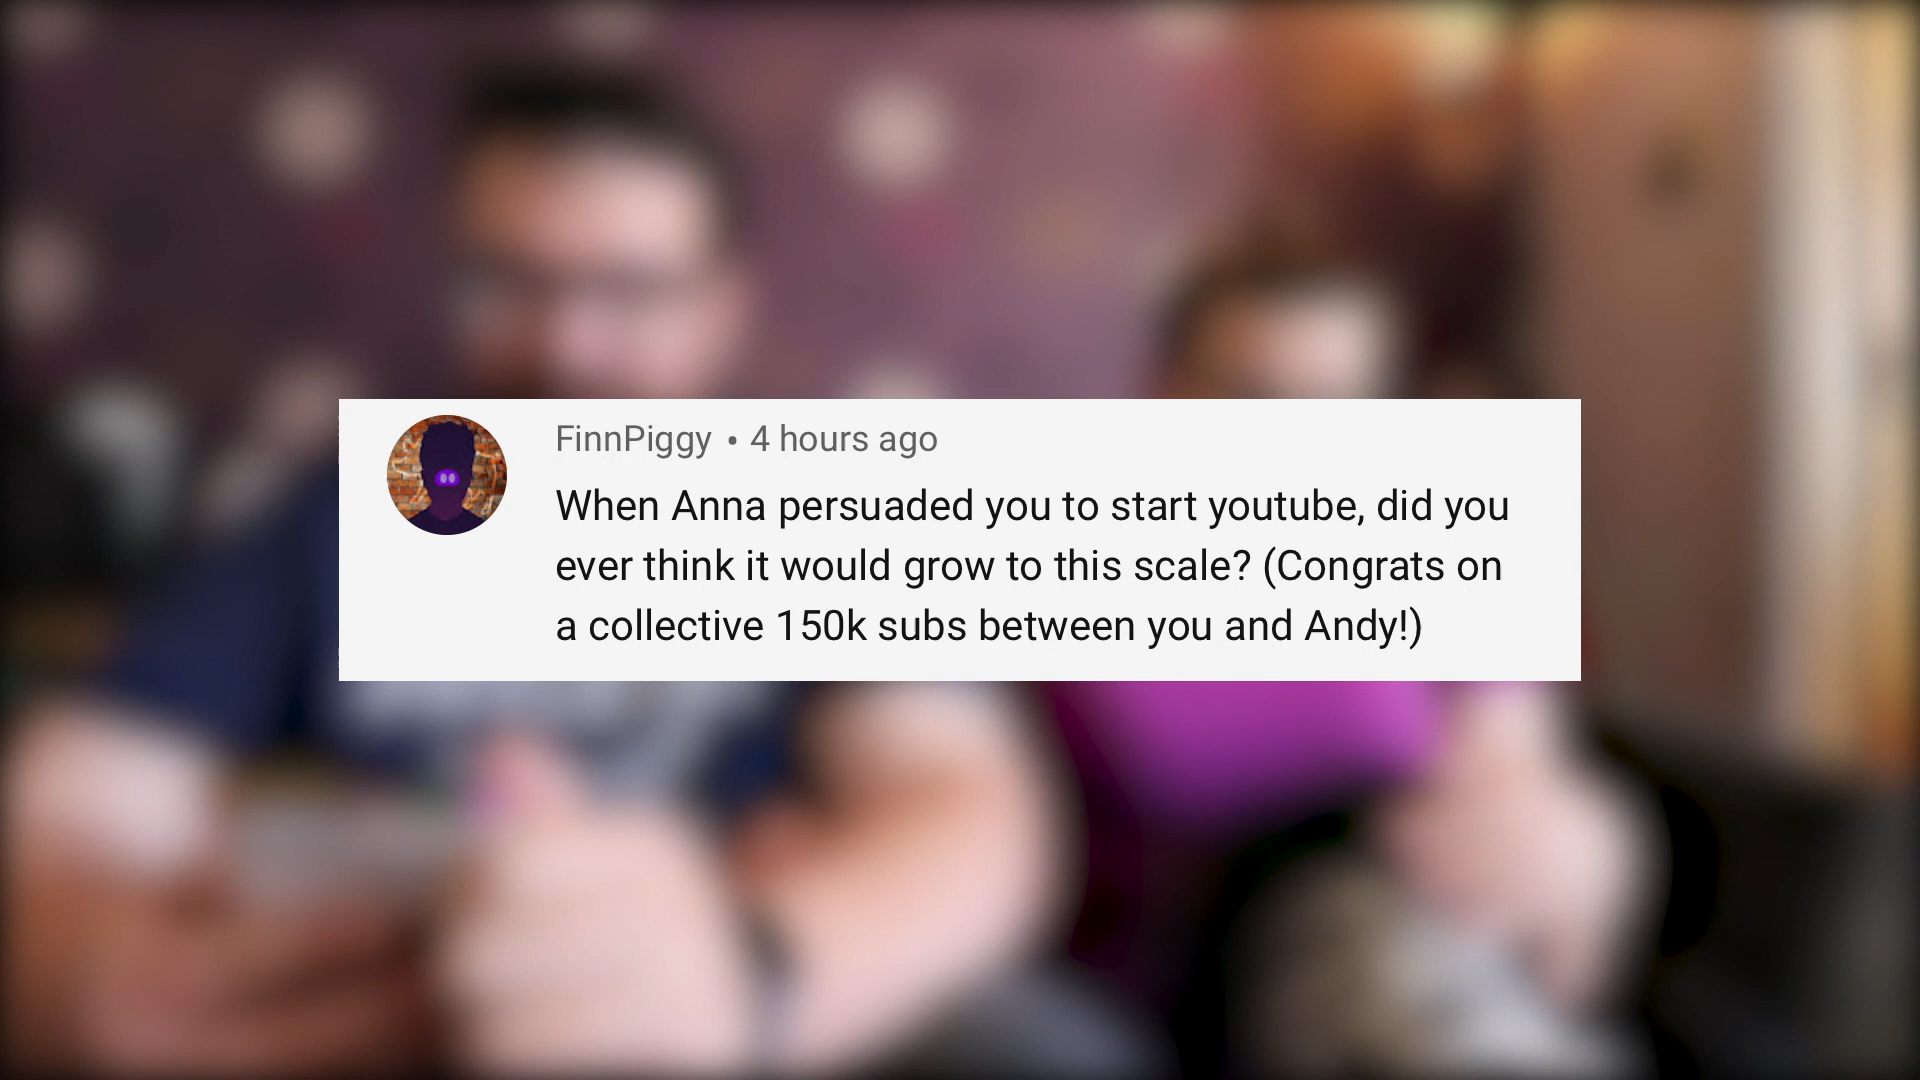 FinnPiggy • 4 hours ago
When Anna persuaded you to start youtube, did you
ever think it would grow to this scale? (Congrats on
a collective 150k subs between you and Andy!)